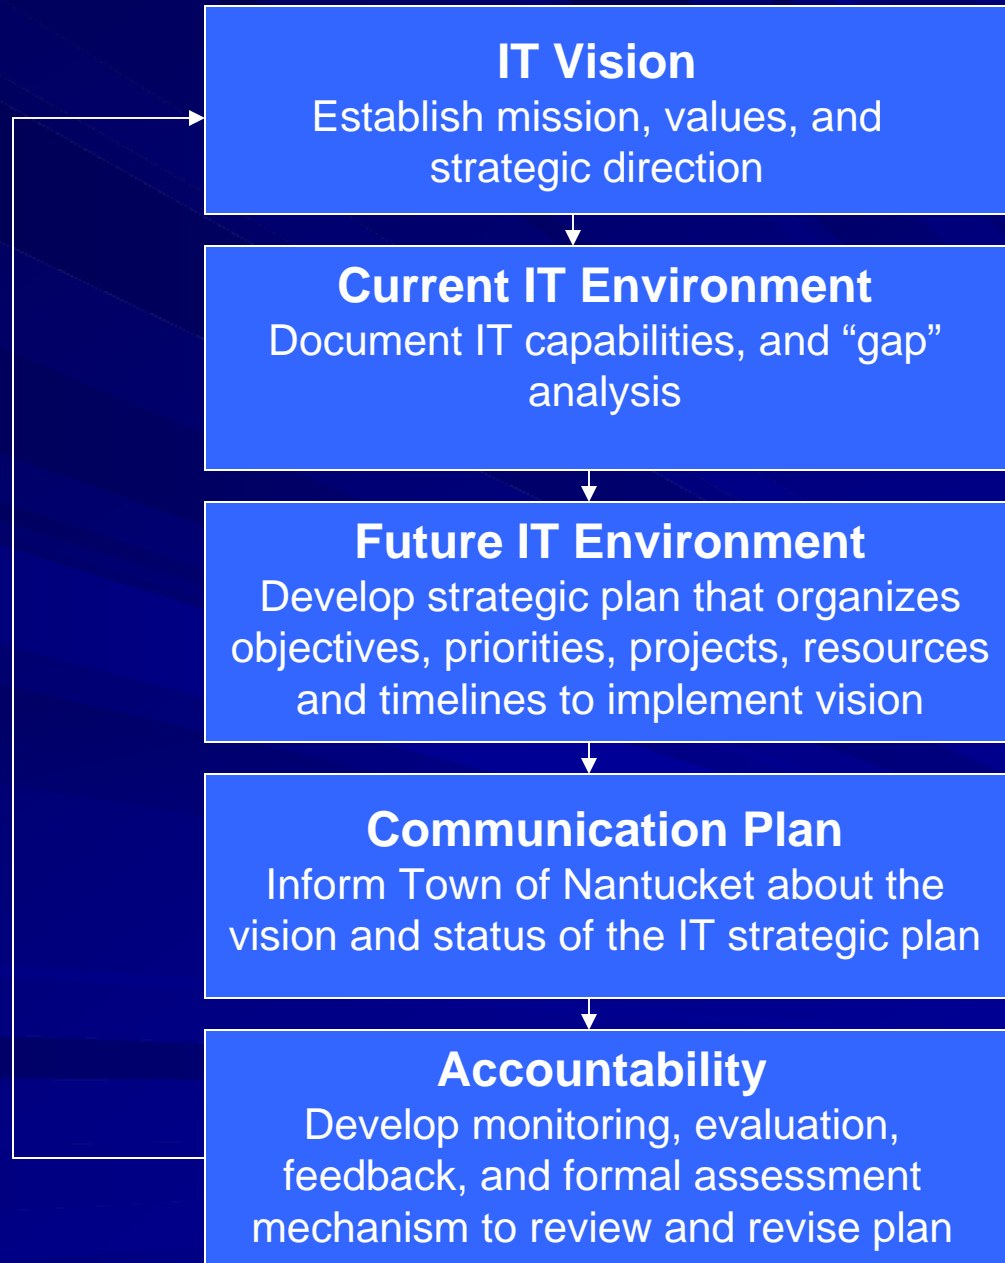 IT Vision
Establish mission, values, and
strategic direction
Current IT Environment
Document IT capabilities, and “gap”
analysis
Future IT Environment
Develop strategic plan that organizes
objectives, priorities, projects, resources
and timelines to implement vision
Communication Plan
Inform Town of Nantucket about the
vision and status of the IT strategic plan
Accountability
Develop monitoring, evaluation,
feedback, and formal assessment
mechanism to review and revise plan